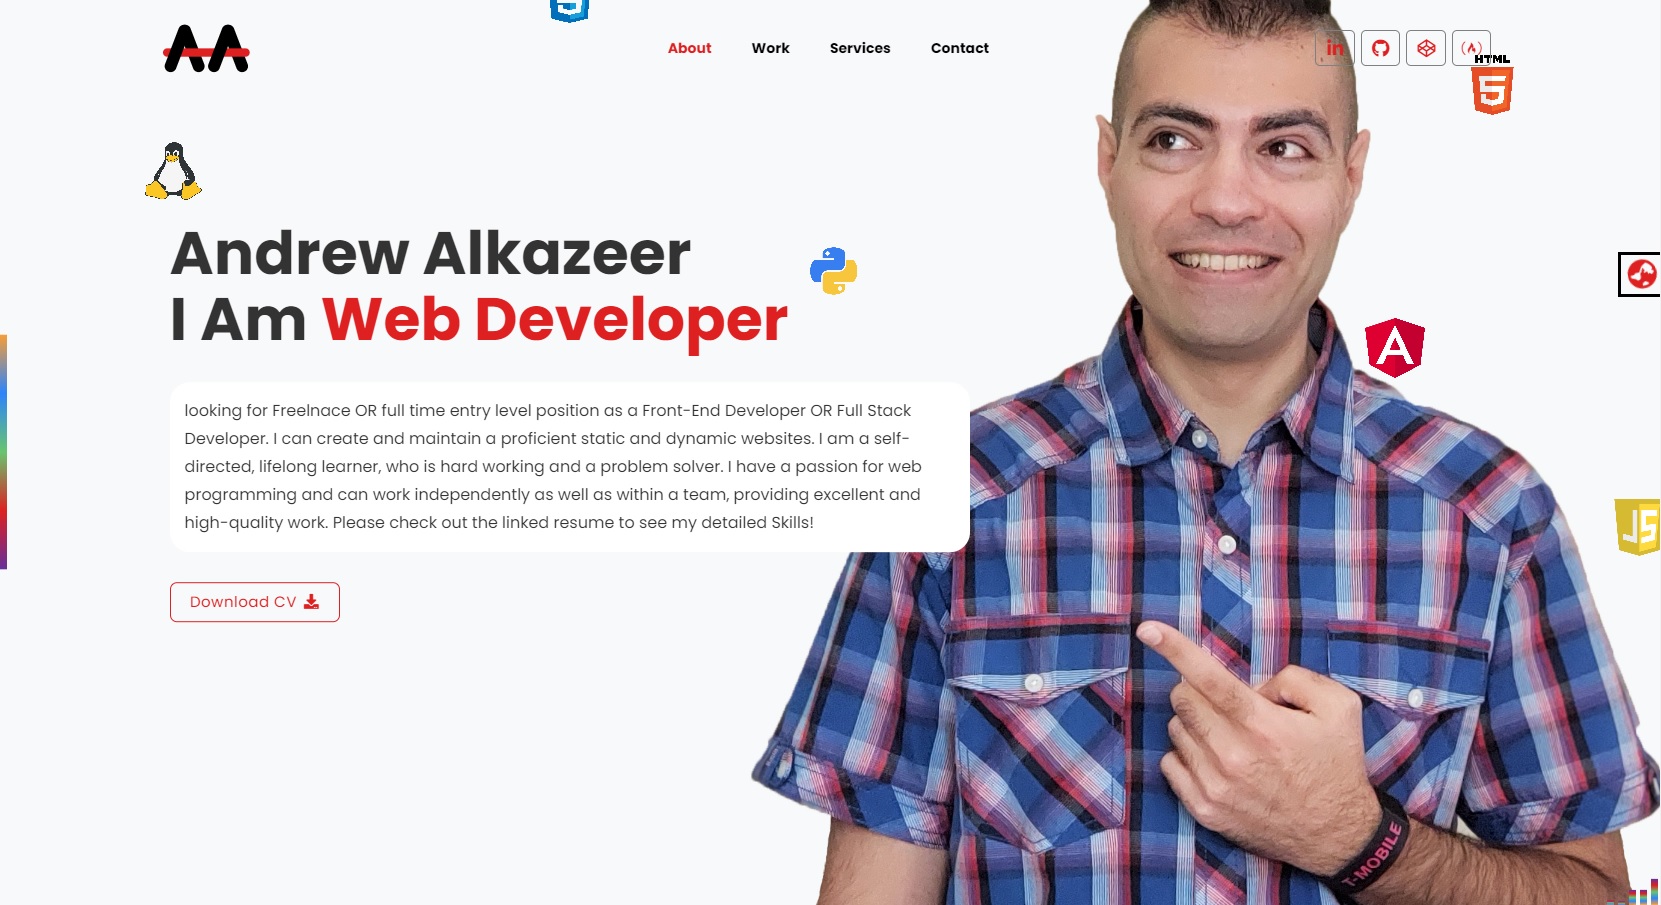 AA
About Work Services Contact
in
HTML
5
5
Andrew Alkazeer
I Am Web Developer
A
looking for Freelnace OR full time entry level position as a Front-End Developer OR Full Stack
Developer. I can create and maintain a proficient static and dynamic websites. I am a self-
directed, lifelong learner, who is hard working and a problem solver. I have a passion for web
programming and can work independently as well as within a team, providing excellent and
high-quality work. Please check out the linked resume to see my detailed Skills!
JS
Download CV
T-MOBILE